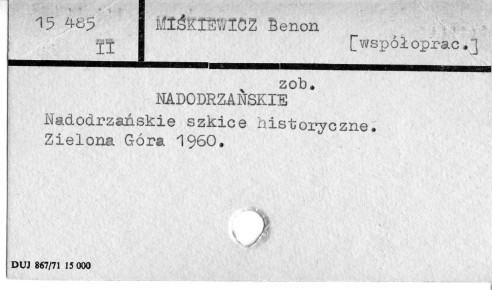 15 485
II
MIŚKIEWICZ Benon
[współoprac.]
zob.
NADODRZAŃSKIE
Nadodrzańskie szkice historyczne.
Zielona Góra 1960.
DUJ 867/71 15 000